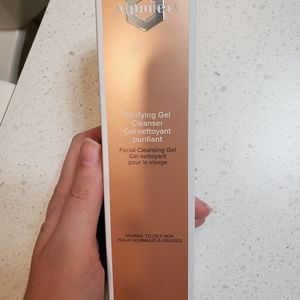 Alumier
Purifying Gel
Cleanser
Gel nettoyant
purifiant
Facial Cleansing Gel
Gel nettoyant
pour le visage
NORMAL TO OILY SKIN
PEAUX NORMALES À GRASSES